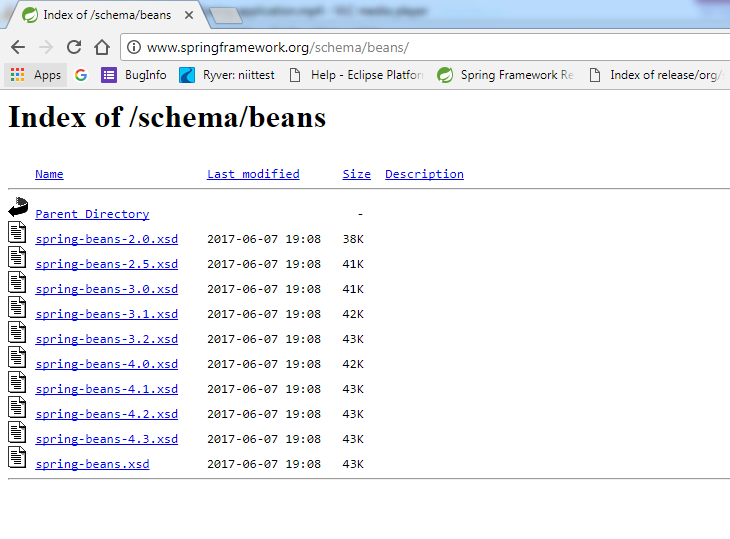 application.mp4 - VLC media player
Index of /schema/beans
www.springframework.org/schema/beans/
Apps BugInfo Ryver: niittest Help - Eclipse Platfor Spring Framework Re Index of release/org/
Index of /schema/beans
Name Last modified Size Description
Parent Directory -
spring-beans-2.0.xsd 2017-06-07 19:08 38K
spring-beans-2.5.xsd 2017-06-07 19:08 41K
spring-beans-3.0.xsd 2017-06-07 19:08 41K
spring-beans-3.1.xsd 2017-06-07 19:08 42K
spring-beans-3.2.xsd 2017-06-07 19:08 43K
spring-beans-4.0.xsd 2017-06-07 19:08 42K
spring-beans-4.1.xsd 2017-06-07 19:08 43K
spring-beans-4.2.xsd 2017-06-07 19:08 43K
spring-beans-4.3.xsd 2017-06-07 19:08 43K
spring-beans.xsd 2017-06-07 19:08 43K